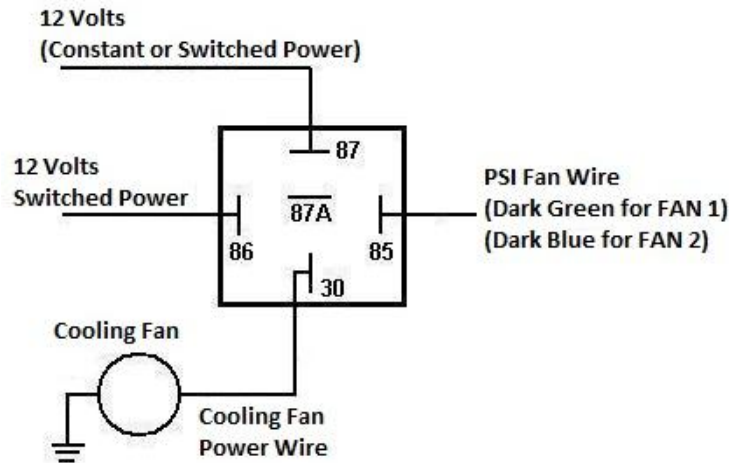 12 Volts
(Constant or Switched Power)
87
12 Volts
Switched Power
87A
PSI Fan Wire
(Dark Green for FAN 1)
(Dark Blue for FAN 2)
86
85
30
Cooling Fan
Cooling Fan
Power Wire